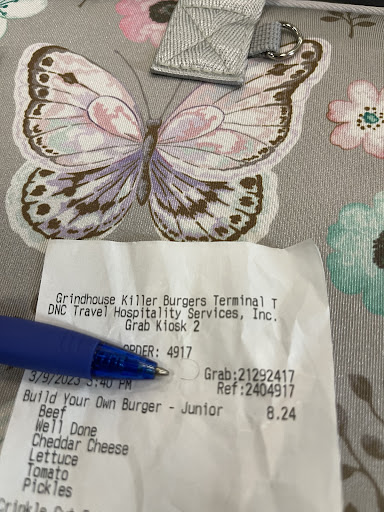 Grindhouse Killer Burgers Terminal T
DNC Travel Hospitality Services, Inc.
Grab Kiosk 2
ORDER: 4917
Grab:21292417
3/9/2023 3:40 PM Ref:2404917
Build Your Own Burger - Junior 8.24
Beef
Well Done
Cheddar Cheese
Lettuce
Tomato
Pickles
Crinkle Cut